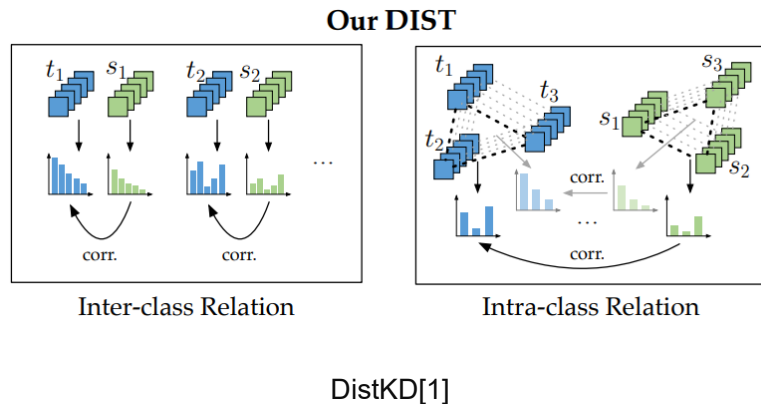 Our DIST
t₁ s₁ t₂ s₂
...
corr. corr.
Inter-class Relation
t₁ s₃
t₃
s₁
t₂ s₂
corr.
...
corr.
Intra-class Relation
DistKD[1]